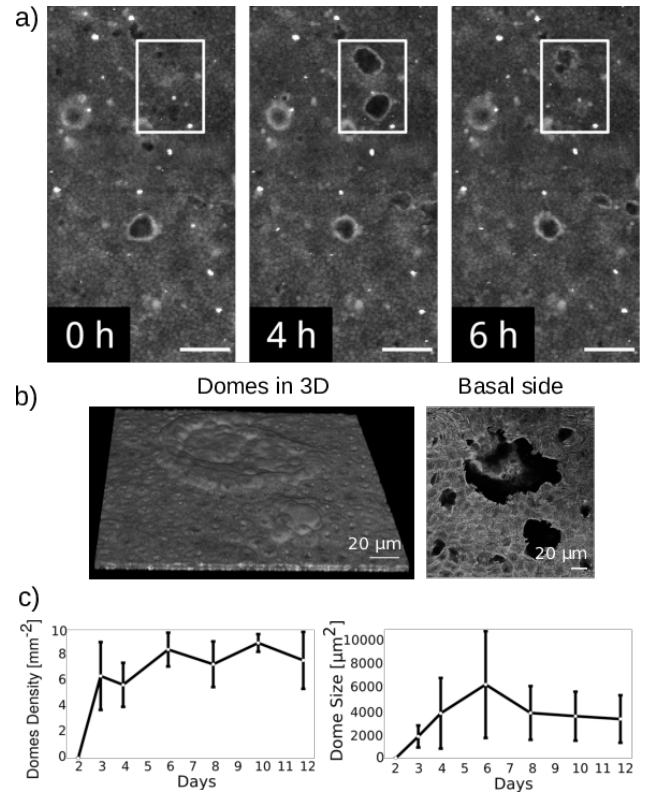 a)
0 h
4 h
6 h
Domes in 3D
Basal side
b)
20 µm
20 µm
c)
Domes Density [mm-2]
10
8
6
4
2
0
2 3 4 5 6 7 8 9 10 11 12
Days
Dome Size [µm2]
10000
8000
6000
4000
2000
0
2 3 4 5 6 7 8 9 10 11 12
Days